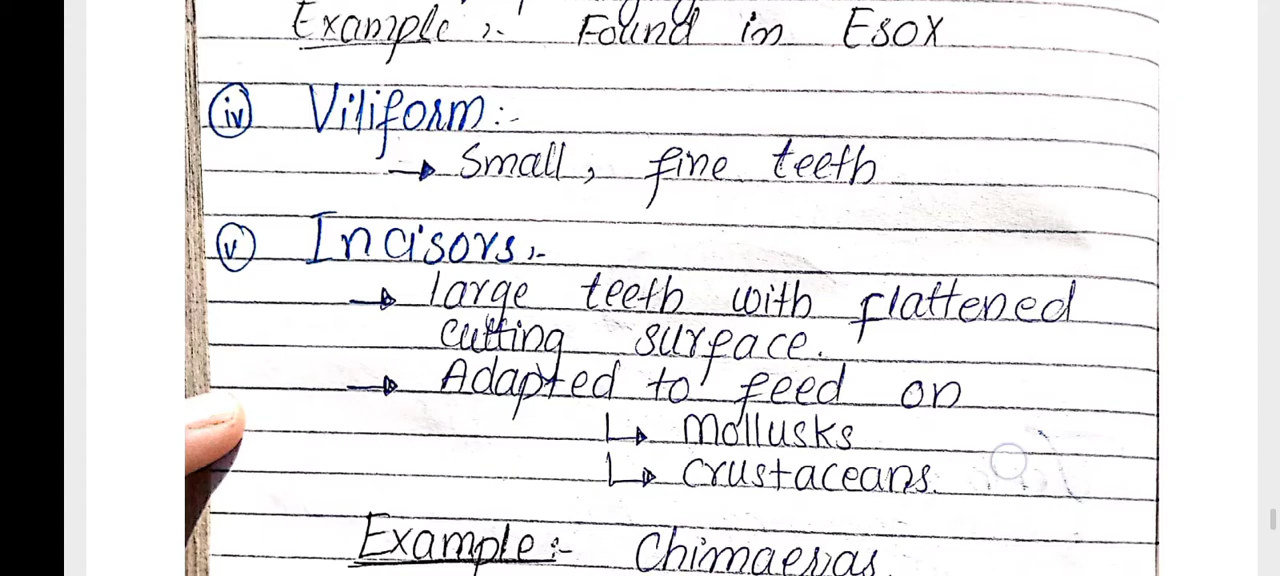 Example :- Found in Esox
(iv) Viliform :-
→ Small, fine teeth
(v) Incisors :-
→ large teeth with flattened
cutting surface.
→ Adapted to feed on
↳ Mollusks
↳ Crustaceans.
Example :- Chimaeras.